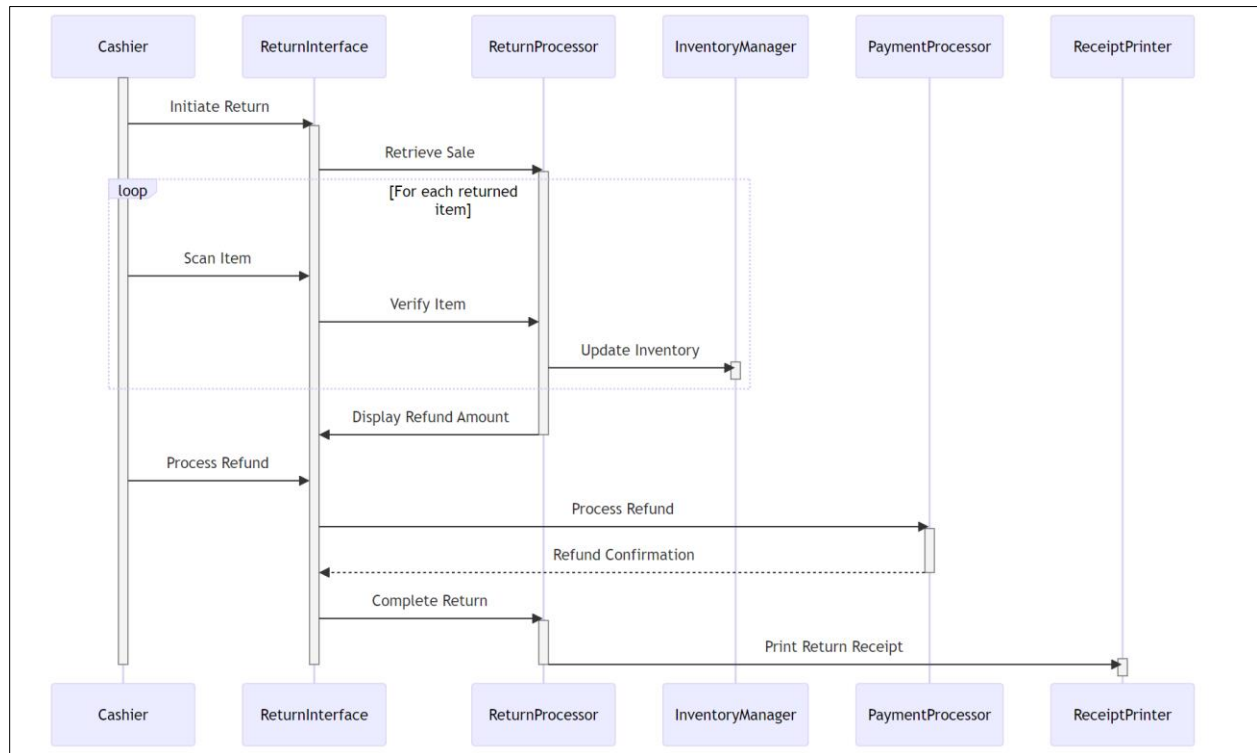 Cashier
ReturnInterface
ReturnProcessor
InventoryManager
PaymentProcessor
ReceiptPrinter
Initiate Return
Retrieve Sale
loop
[For each returned
item]
Scan Item
Verify Item
Update Inventory
Display Refund Amount
Process Refund
Process Refund
Refund Confirmation
Complete Return
Print Return Receipt
Cashier
ReturnInterface
ReturnProcessor
InventoryManager
PaymentProcessor
ReceiptPrinter